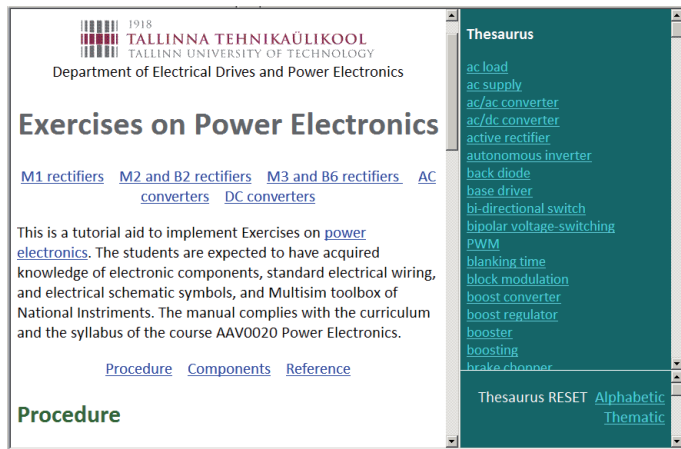 1918
TALLINNA TEHNIKAÜLIKOOL
TALLINN UNIVERSITY OF TECHNOLOGY
Department of Electrical Drives and Power Electronics
Exercises on Power Electronics
M1 rectifiers M2 and B2 rectifiers M3 and B6 rectifiers AC
converters DC converters
This is a tutorial aid to implement Exercises on power
electronics. The students are expected to have acquired
knowledge of electronic components, standard electrical wiring,
and electrical schematic symbols, and Multisim toolbox of
National Instriments. The manual complies with the curriculum
and the syllabus of the course AAV0020 Power Electronics.
Procedure Components Reference
Procedure
Thesaurus
ac load
ac supply
ac/ac converter
ac/dc converter
active rectifier
autonomous inverter
back diode
base driver
bi-directional switch
bipolar voltage-switching
PWM
blanking time
block modulation
boost converter
boost regulator
booster
boosting
brake chopper
Thesaurus RESET Alphabetic
Thematic